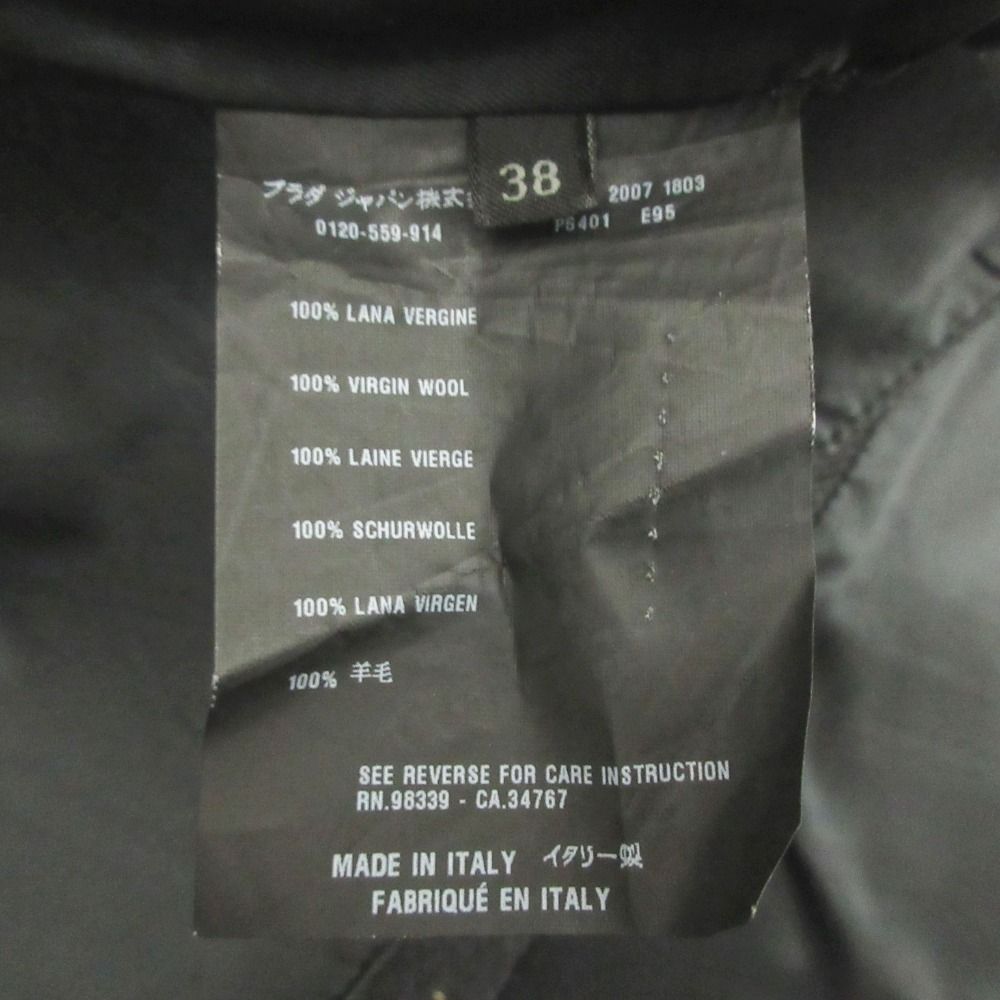 38
プラダ ジャパン株式 2007 1803
0120-559-914 P6401 E95
100% LANA VERGINE
100% VIRGIN WOOL
100% LAINE VIERGE
100% SCHURWOLLE
100% LANA VIRGEN
100% 羊毛
SEE REVERSE FOR CARE INSTRUCTION
RN.98339 - CA.34767
MADE IN ITALY イタリー製
FABRIQUÉ EN ITALY